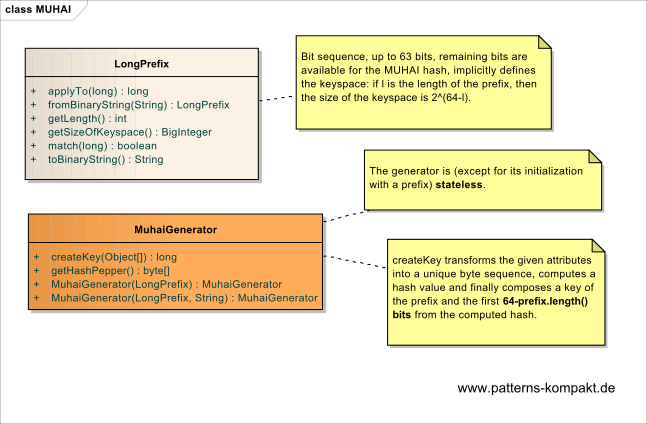 class MUHAI
LongPrefix
+ applyTo(long) : long
+ fromBinaryString(String) : LongPrefix
+ getLength() : int
+ getSizeOfKeyspace() : BigInteger
+ match(long) : boolean
+ toBinaryString() : String
Bit sequence, up to 63 bits, remaining bits are
available for the MUHAI hash, implicitly defines
the keyspace: if l is the length of the prefix, then
the size of the keyspace is 2^(64-l).
The generator is (except for its initialization
with a prefix) stateless.
MuhaiGenerator
+ createKey(Object[]) : long
+ getHashPepper() : byte[]
+ MuhaiGenerator(LongPrefix) : MuhaiGenerator
+ MuhaiGenerator(LongPrefix, String) : MuhaiGenerator
createKey transforms the given attributes
into a unique byte sequence, computes a
hash value and finally composes a key of
the prefix and the first 64-prefix.length()
bits from the computed hash.
www.patterns-kompakt.de